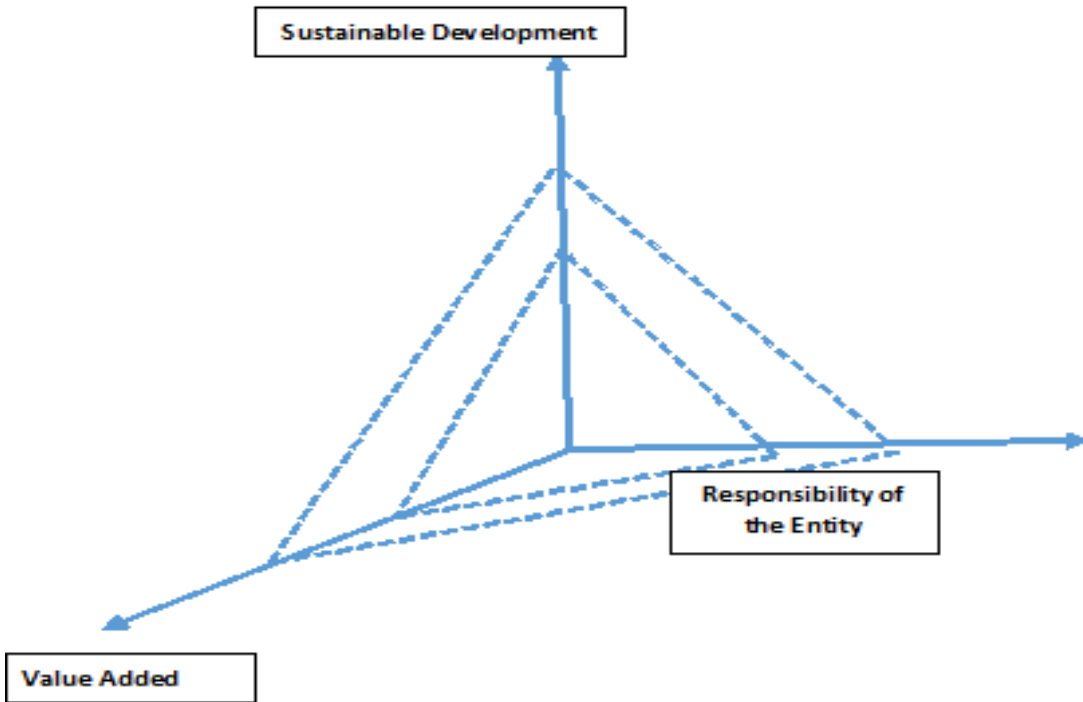 Sustainable Development
Responsibility of
the Entity
Value Added